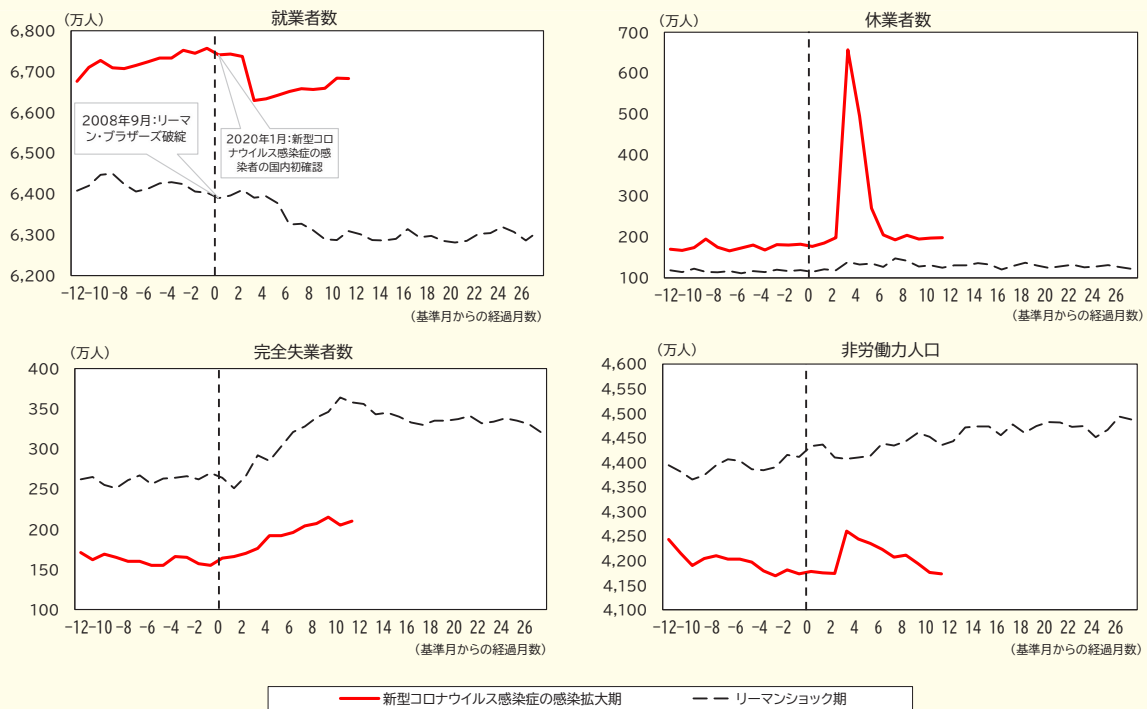 就業者数
(万人)
6,800
6,700
6,600
6,500
6,400
6,300
6,200
2008年9月:リーマ
ン・ブラザーズ破綻
2020年1月:新型コロ
ナウイルス感染症の感
染者の国内初確認
-12-10 -8 -6 -4 -2 0 2 4 6 8 10 12 14 16 18 20 22 24 26
(基準月からの経過月数)
休業者数
(万人)
700
600
500
400
300
200
100
-12-10 -8 -6 -4 -2 0 2 4 6 8 10 12 14 16 18 20 22 24 26
(基準月からの経過月数)
完全失業者数
(万人)
400
350
300
250
200
150
100
-12-10 -8 -6 -4 -2 0 2 4 6 8 10 12 14 16 18 20 22 24 26
(基準月からの経過月数)
非労働力人口
(万人)
4,600
4,550
4,500
4,450
4,400
4,350
4,300
4,250
4,200
4,150
4,100
-12-10 -8 -6 -4 -2 0 2 4 6 8 10 12 14 16 18 20 22 24 26
(基準月からの経過月数)
新型コロナウイルス感染症の感染拡大期 リーマンショック期